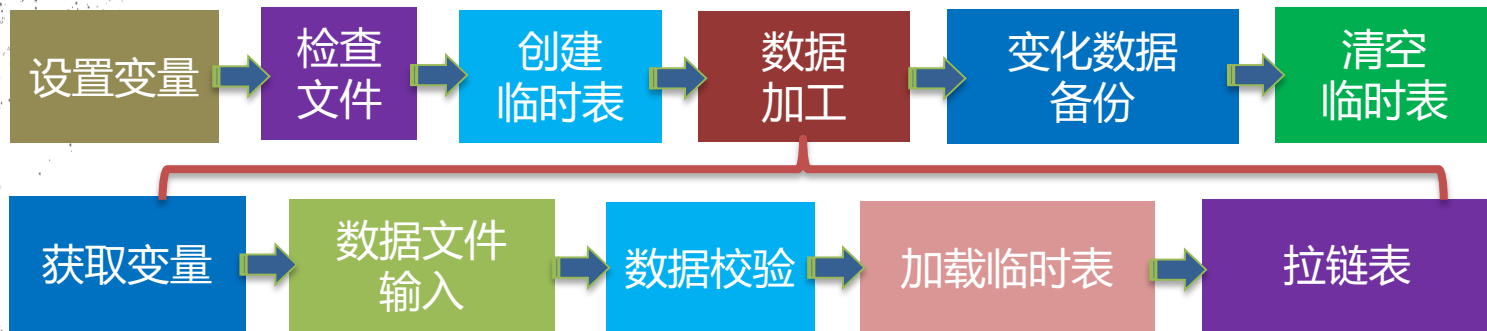 设置变量
检查
文件
创建
临时表
数据
加工
变化数据
备份
清空
临时表
获取变量
数据文件
输入
数据校验
加载临时表
拉链表